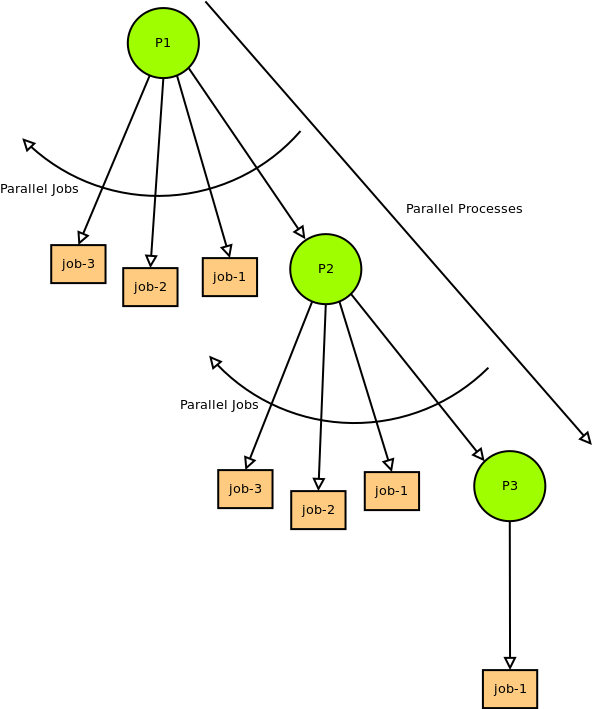 P1
Parallel Jobs
Parallel Processes
job-3
job-2
job-1
P2
Parallel Jobs
job-3
job-2
job-1
P3
job-1